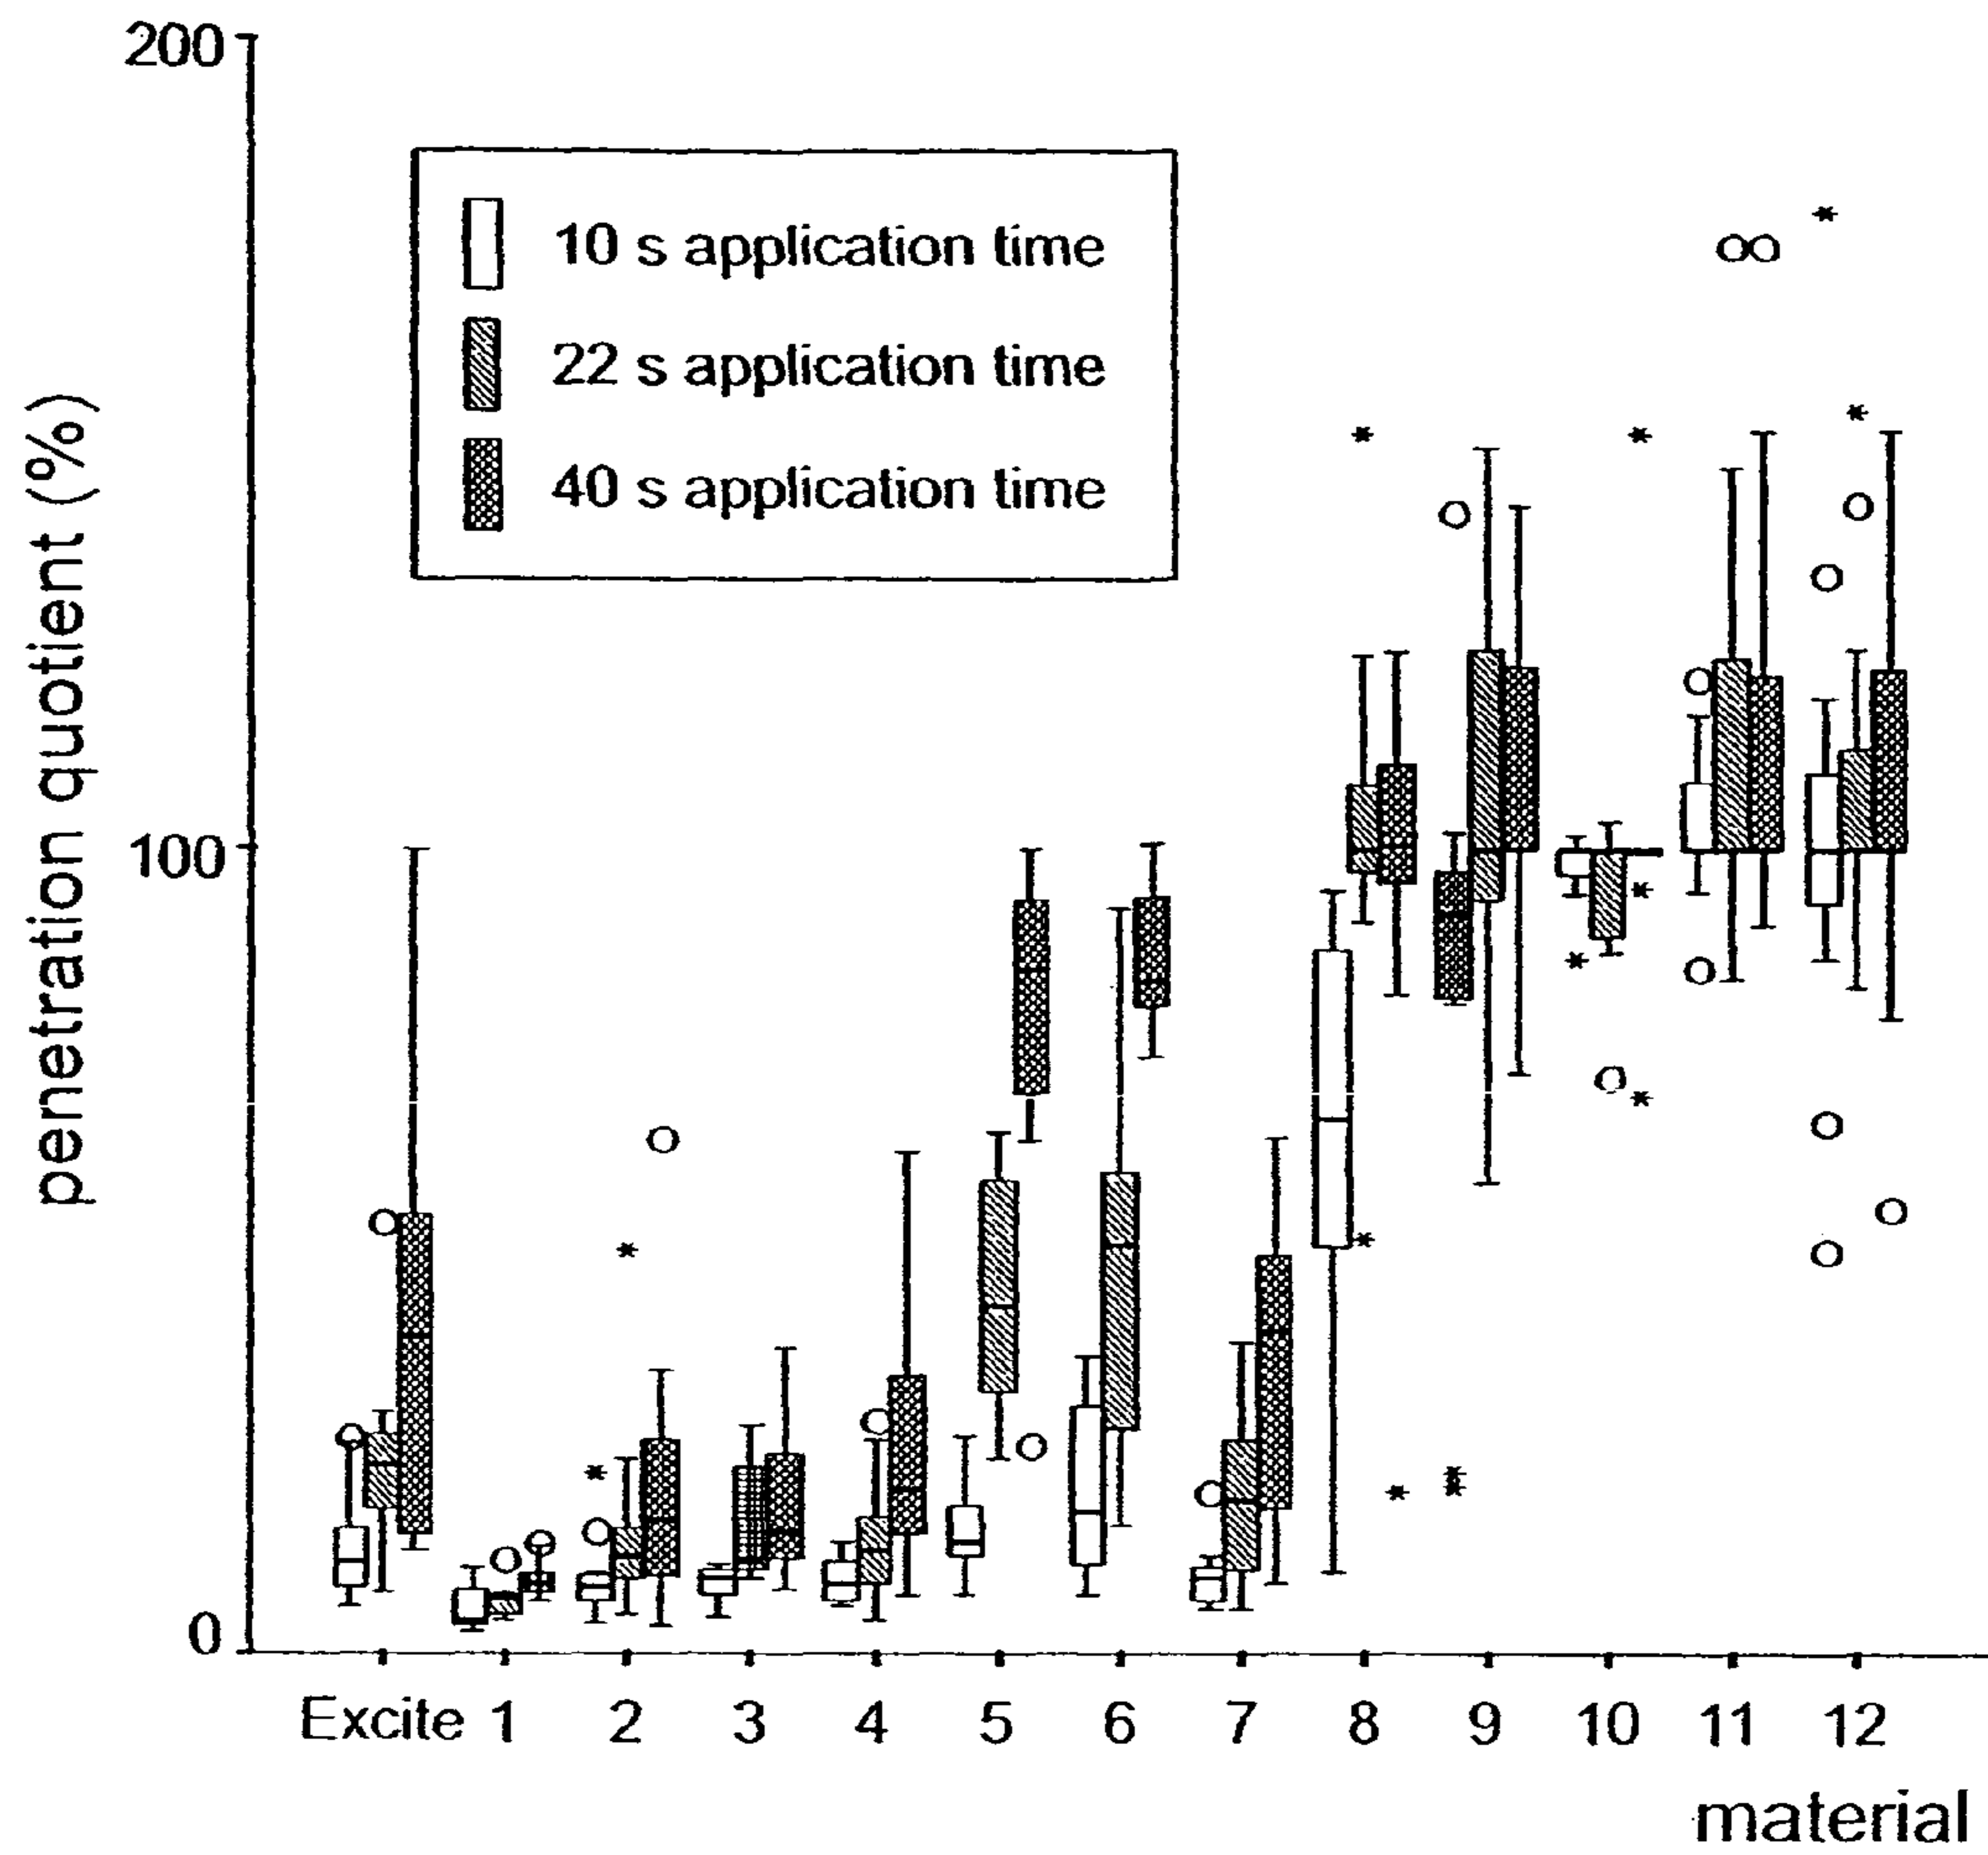 200
10 s application time
22 s application time
40 s application time
penetration quotient (%)
100
0
Excite 1 2 3 4 5 6 7 8 9 10 11 12
material